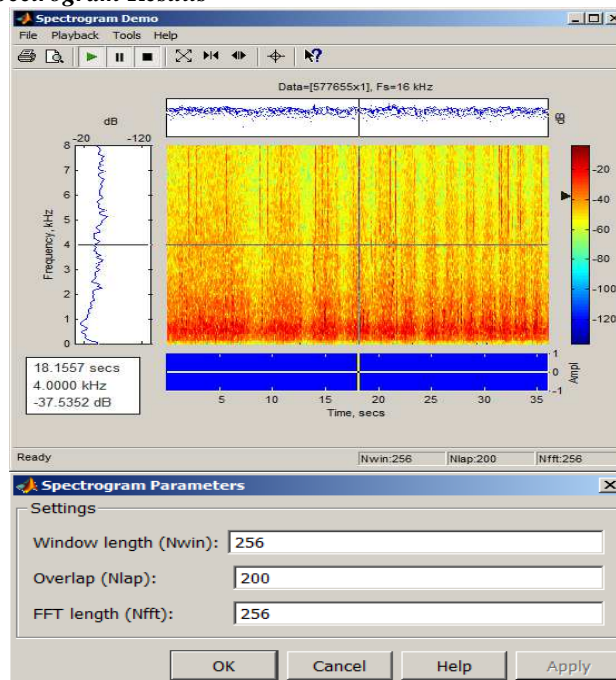 Spectrogram Results
Spectrogram Demo
File Playback Tools Help
Data=[577655x1], Fs=16 kHz
dB
-20 -120
dB
8
7
6
5
4
3
2
1
0
Frequency, kHz
-20
-40
-60
-80
-100
-120
18.1557 secs
4.0000 kHz
-37.5352 dB
1
0
-1
Ampl
5 10 15 20 25 30 35
Time, secs
Ready Nwin:256 Nlap:200 Nfft:256
Spectrogram Parameters
Settings
Window length (Nwin): 256
Overlap (Nlap): 200
FFT length (Nfft): 256
OK Cancel Help Apply